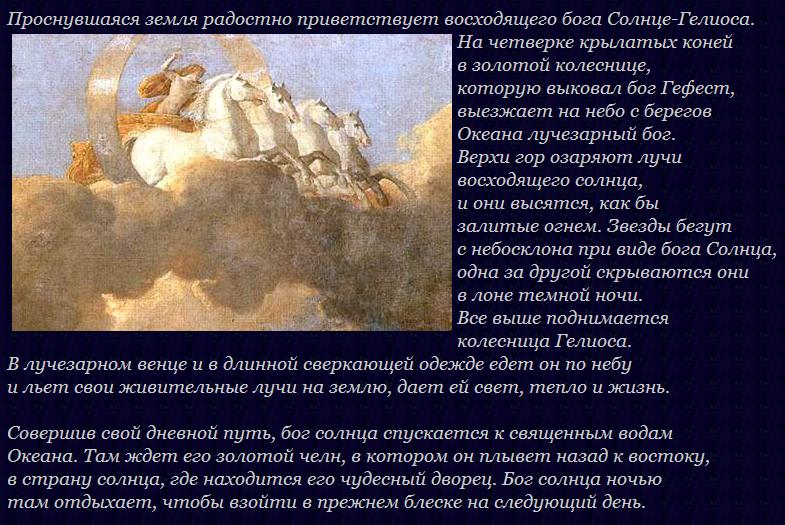 Проснувшаяся земля радостно приветствует восходящего бога Солнце-Гелиоса.
На четверке крылатых коней
в золотой колеснице,
которую выковал бог Гефест,
выезжает на небо с берегов
Океана лучезарный бог.
Верхи гор озаряют лучи
восходящего солнца,
и они высятся, как бы
залитые огнем. Звезды бегут
с небосклона при виде бога Солнца,
одна за другой скрываются они
в лоне темной ночи.
Все выше поднимается
колесница Гелиоса.
В лучезарном венце и в длинной сверкающей одежде едет он по небу
и льет свои живительные лучи на землю, дает ей свет, тепло и жизнь.
Совершив свой дневной путь, бог солнца спускается к священным водам
Океана. Там ждет его золотой челн, в котором он плывет назад к востоку,
в страну солнца, где находится его чудесный дворец. Бог солнца ночью
там отдыхает, чтобы взойти в прежнем блеске на следующий день.